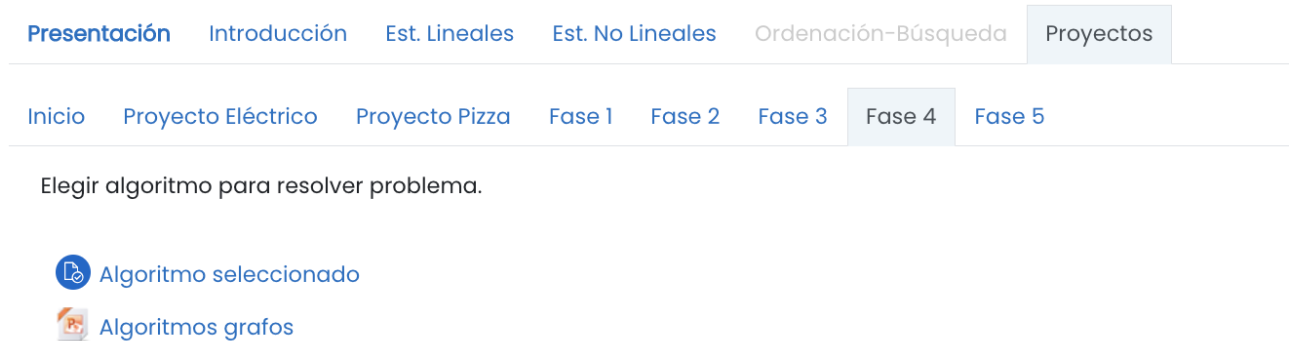 Presentación Introducción Est. Lineales Est. No Lineales Ordenación-Búsqueda Proyectos
Inicio Proyecto Eléctrico Proyecto Pizza Fase 1 Fase 2 Fase 3 Fase 4 Fase 5
Elegir algoritmo para resolver problema.
Algoritmo seleccionado
Algoritmos grafos